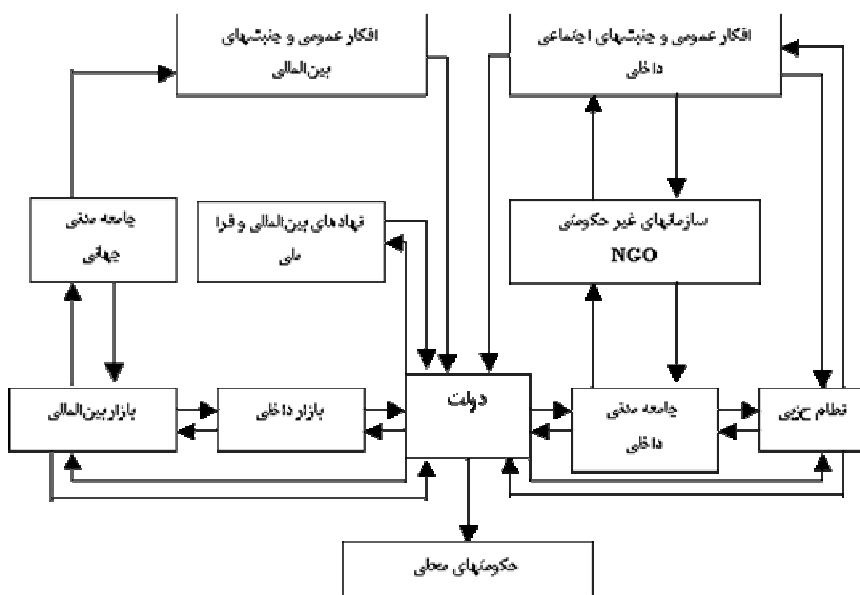 افکار عمومی و جنبشهای اجتماعی
داخلی
افکار عمومی و جنبشهای
بین‌المللی
سازمانهای غیر حکومتی
NGO
نهادهای بین‌المللی و فرا
ملی
جامعه مدنی
جهانی
نظام حزبی
جامعه مدنی
داخلی
دولت
بازار داخلی
بازار بین‌المللی
حکومتهای محلی